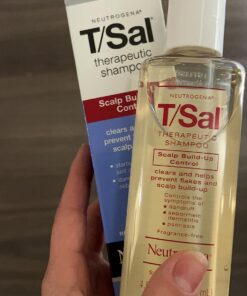 NEUTROGENA®
T/Sal®
therapeutic
shampoo
Scalp Build-
Control
clears and
prevent
scalp
NEUTROGENA®
T/Sal
THERAPEUTIC
SHAMPOO
Scalp Build-Up
Control
clears and helps
prevent flakes and
scalp build-up
Controls the
symptoms of
• dandruff
• seborrheic
dermatitis
• psoriasis
Fragrance-free
Neutrogena